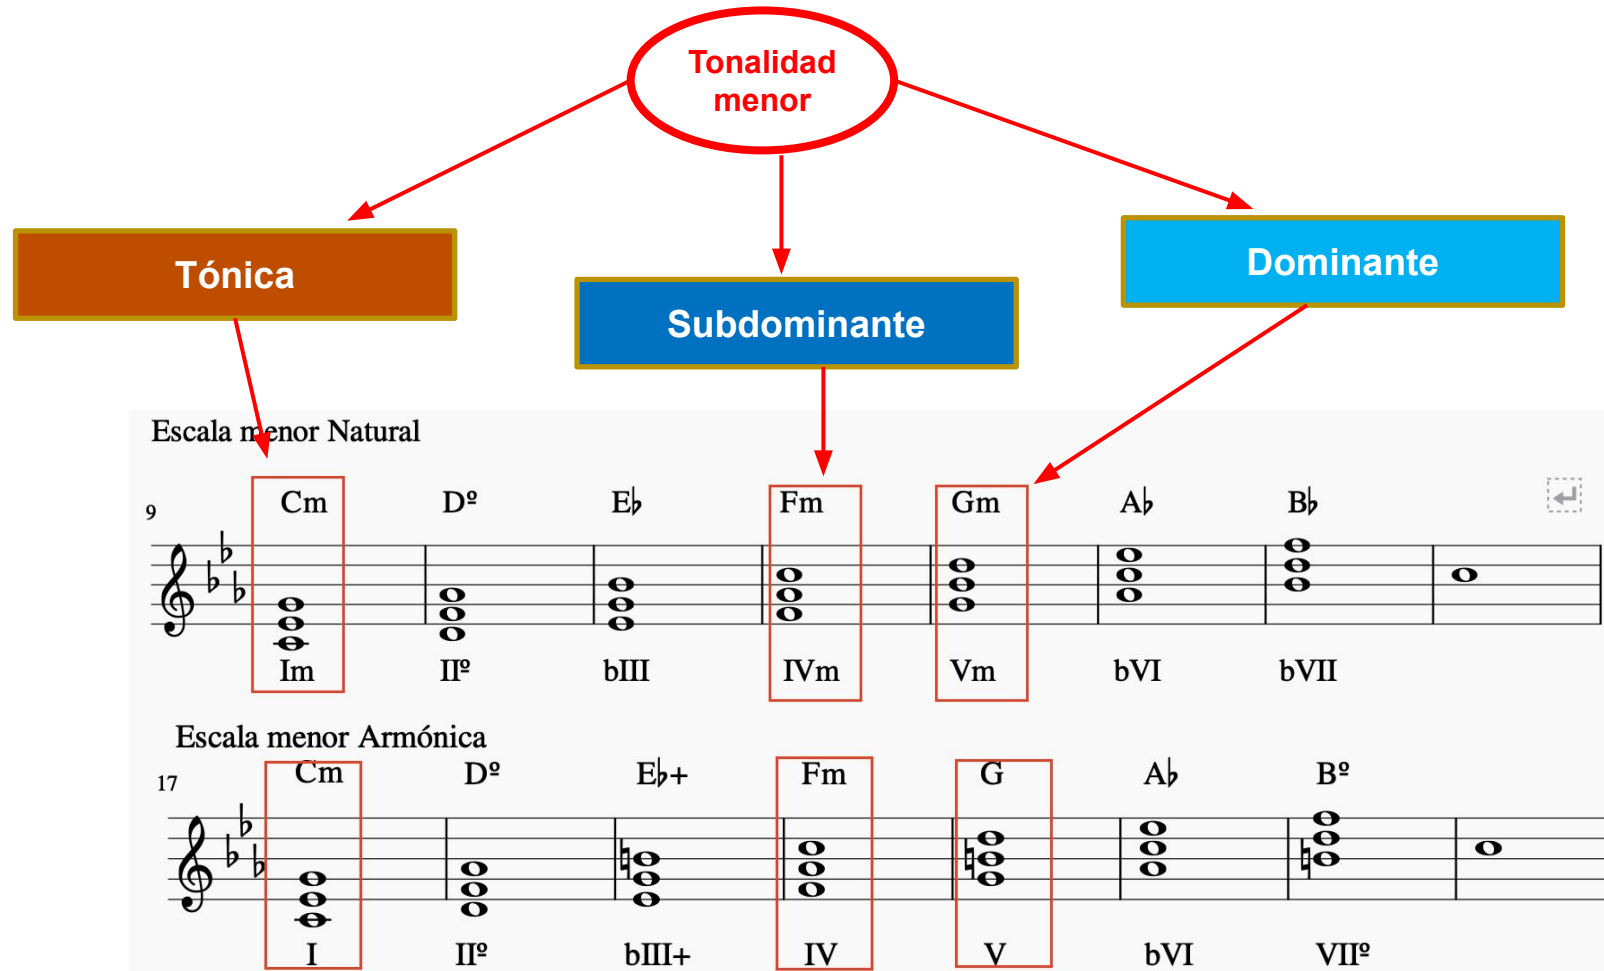 Tonalidad
menor
Tónica
Subdominante
Dominante
Escala menor Natural
Cm Dº E♭ Fm Gm A♭ B♭
9
Im IIº bIII IVm Vm bVI bVII
Escala menor Armónica
Cm Dº E♭+ Fm G A♭ Bº
17
I IIº bIII+ IV V bVI VIIº